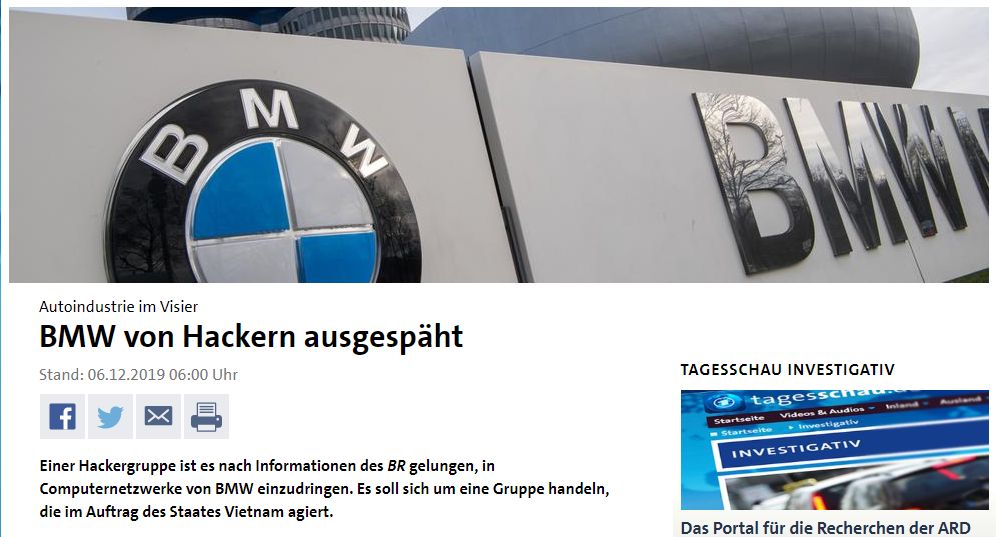 BMW
BMW
Autoindustrie im Visier
BMW von Hackern ausgespäht
Stand: 06.12.2019 06:00 Uhr
Einer Hackergruppe ist es nach Informationen des BR gelungen, in
Computernetzwerke von BMW einzudringen. Es soll sich um eine Gruppe handeln,
die im Auftrag des Staates Vietnam agiert.
TAGESSCHAU INVESTIGATIV
tagesschau.de
Startseite Videos & Audios Inland Ausland
Startseite Investigativ
INVESTIGATIV
Das Portal für die Recherchen der ARD